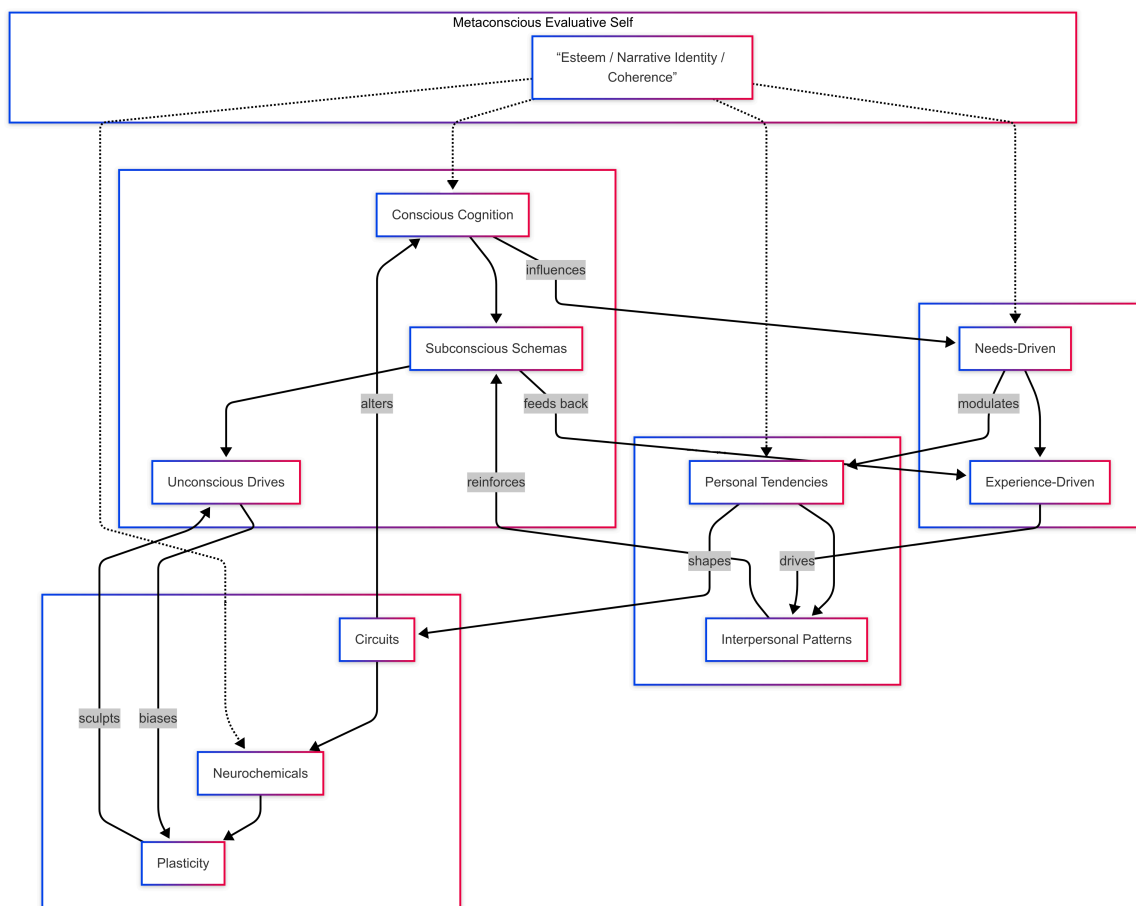 Metaconscious Evaluative Self
“Esteem / Narrative Identity /
Coherence”
Conscious Cognition
influences
Subconscious Schemas
Needs-Driven
alters
feeds back
modulates
Unconscious Drives
reinforces
Personal Tendencies
Experience-Driven
shapes
drives
Circuits
Interpersonal Patterns
sculpts
biases
Neurochemicals
Plasticity